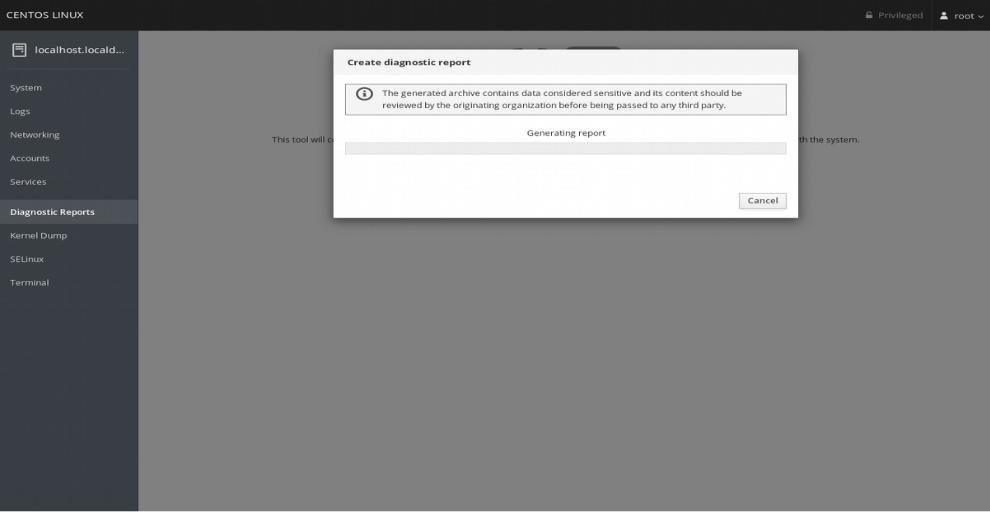 CENTOS LINUX
Privileged
root
localhost.locald...
System
Logs
Networking
Accounts
Services
Diagnostic Reports
Kernel Dump
SELinux
Terminal
Create diagnostic report
The generated archive contains data considered sensitive and its content should be
reviewed by the originating organization before being passed to any third party.
Generating report
Cancel
This tool will c
th the system.